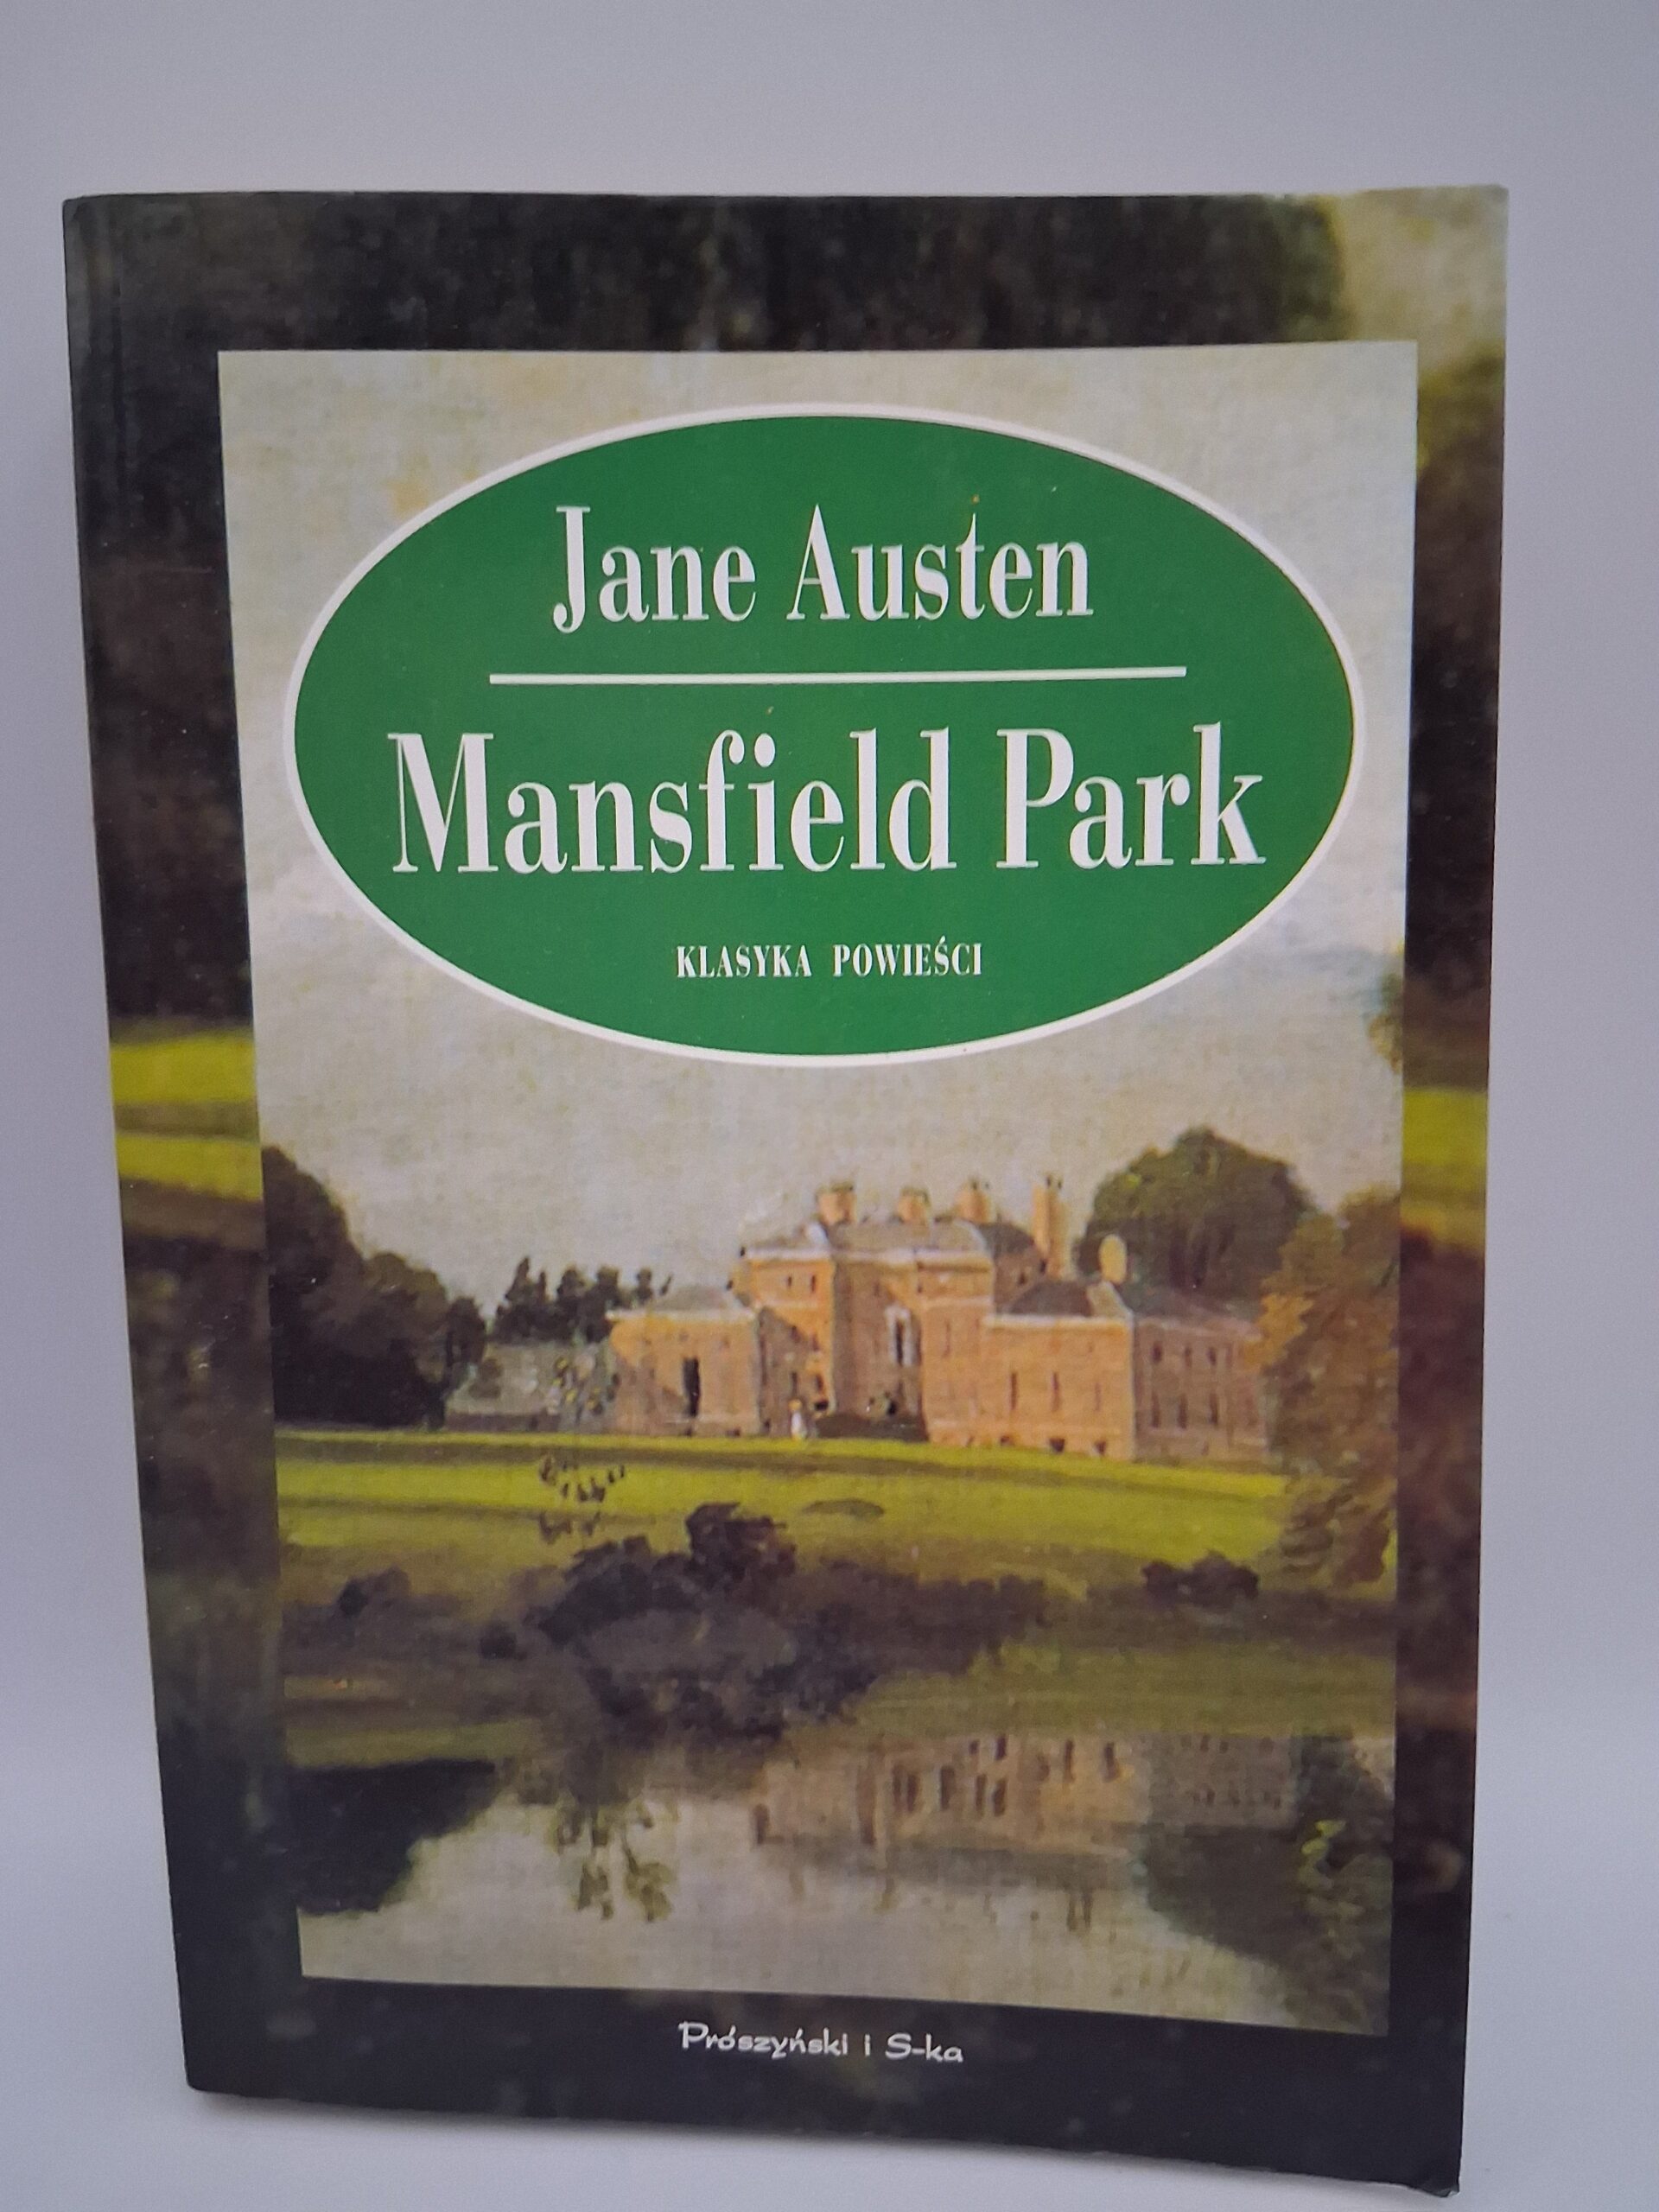 Jane Austen
Mansfield Park
KLASYKA POWIEŚCI
Prószyński i S-ka